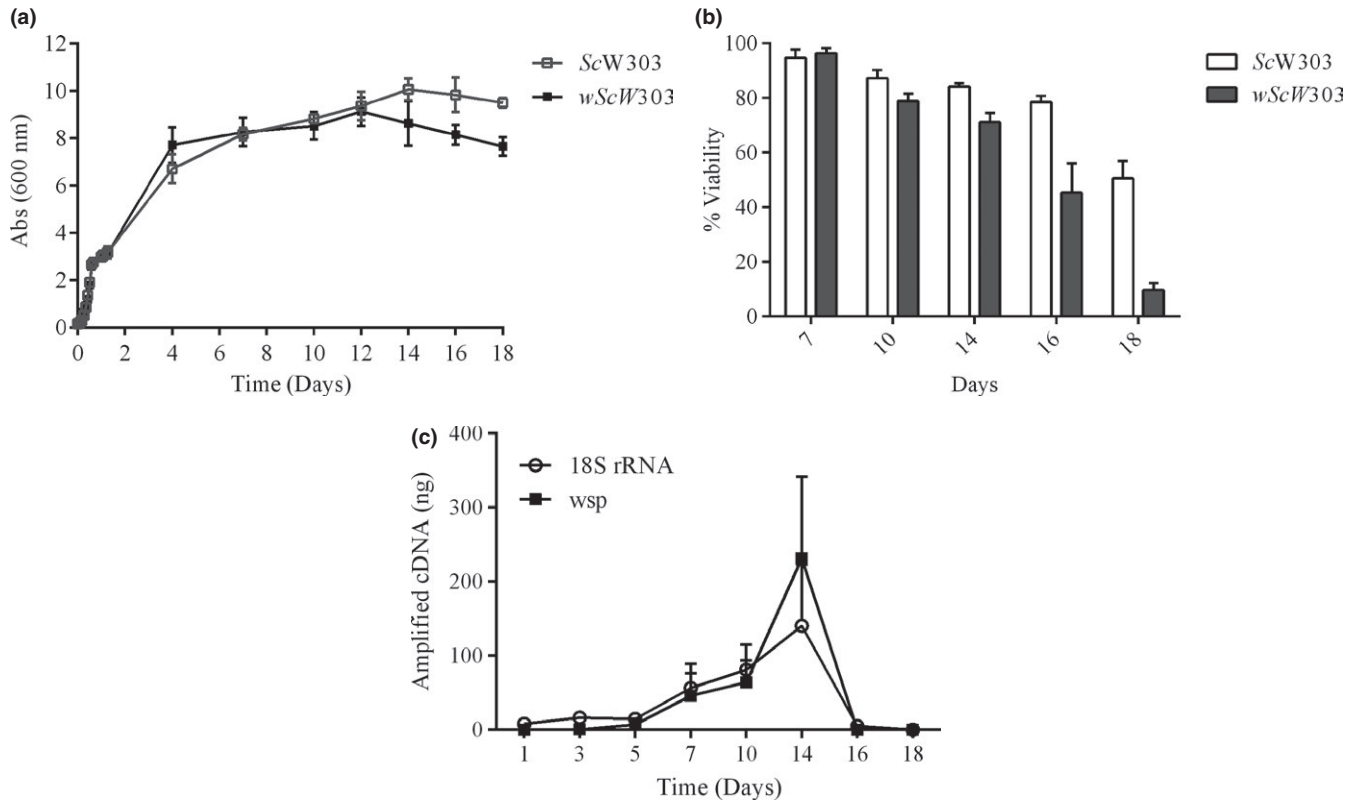 (a)
12
10
8
6
4
2
0
Abs (600 nm)
0 2 4 6 8 10 12 14 16 18
Time (Days)
ScW303
wScW303
(b)
100
80
60
40
20
0
% Viability
7 10 14 16 18
Days
ScW303
wScW303
(c)
400
300
200
100
0
Amplified cDNA (ng)
18S rRNA
wsp
1 3 5 7 10 14 16 18
Time (Days)